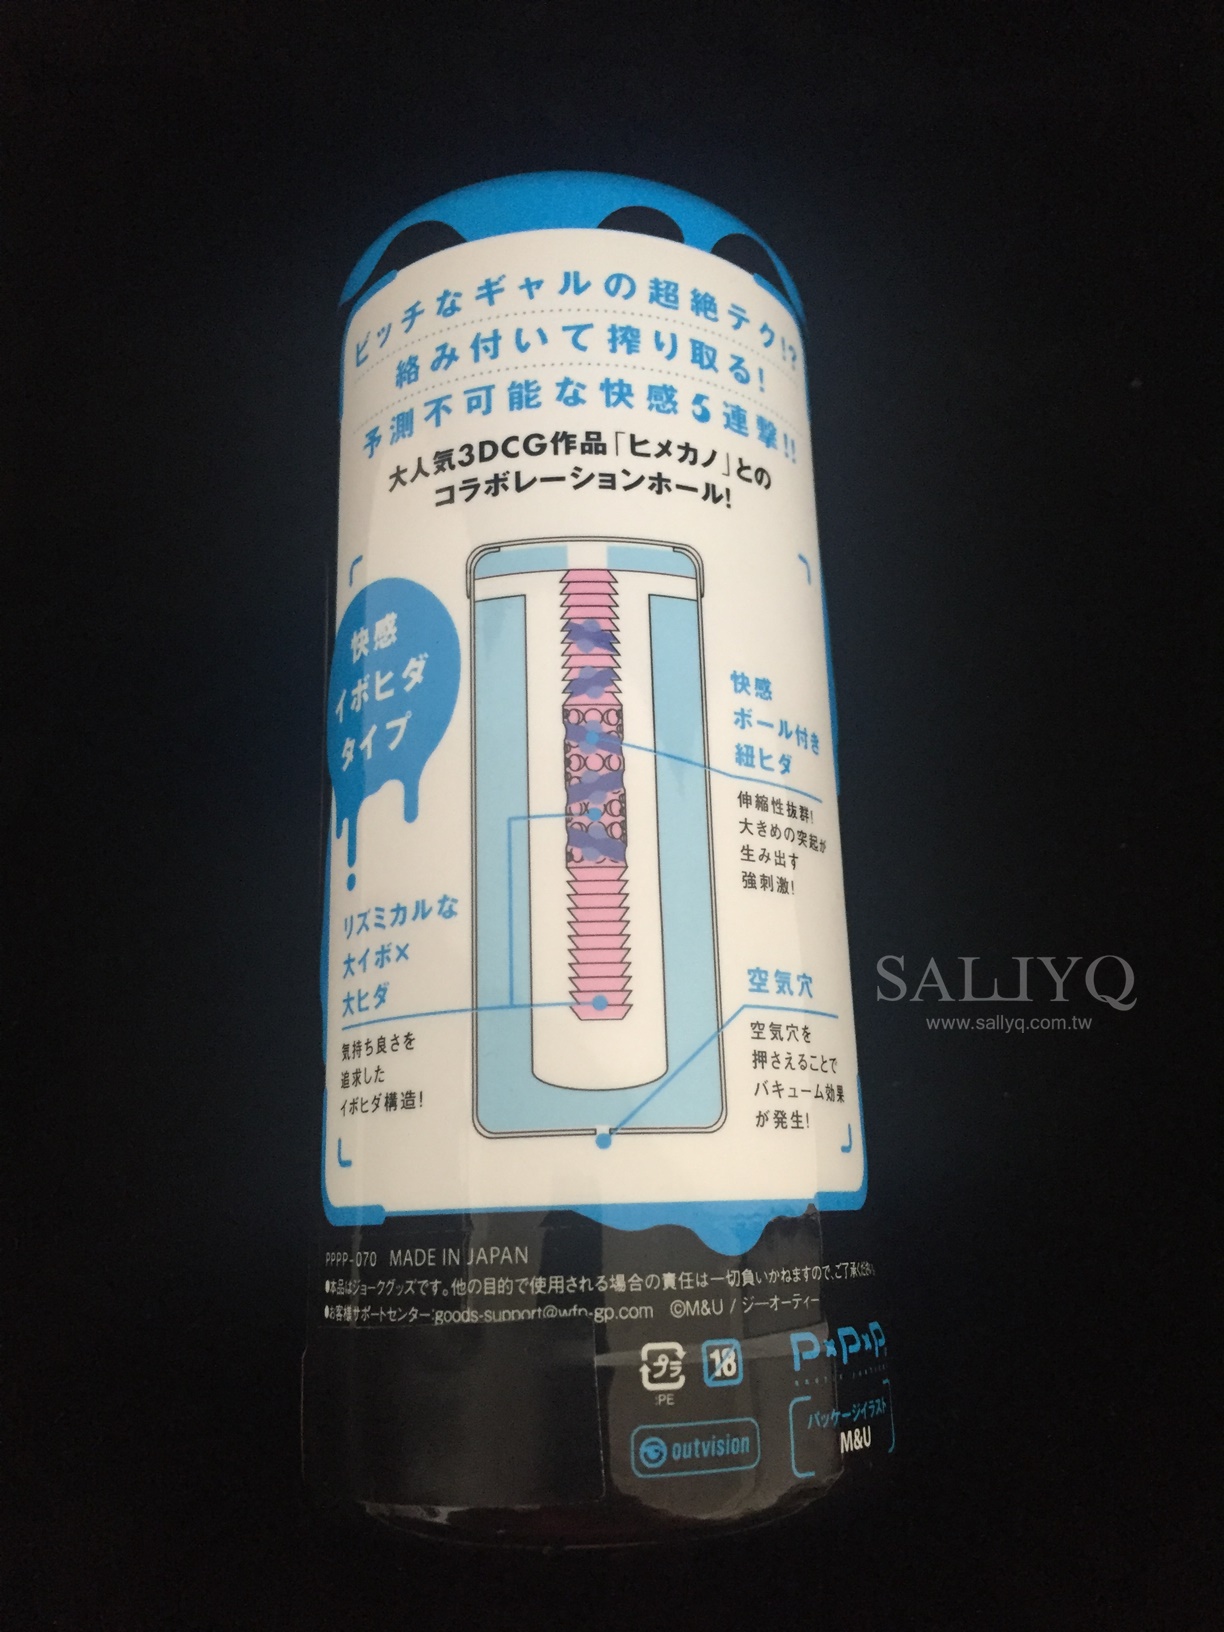 ビッチなギャルの超絶テク!?
絡み付いて搾り取る!
予測不可能な快感5連撃!!
大人気3DCG作品「ヒメカノ」との
コラボレーションホール!
快感
イボヒダ
タイプ
快感
ボール付き
紐ヒダ
伸縮性抜群!
大きめの突起が
生み出す
強刺激!
リズミカルな
大イボ×
大ヒダ
気持ち良さを
追求した
イボヒダ構造!
空気穴
空気穴を
押さえることで
バキューム効果
が発生!
SALLYQ
www.sallyq.com.tw
PPPP-070 MADE IN JAPAN
●本品はジョークグッズです。他の目的で使用される場合の責任は一切負いかねますので、ご了承ください
●お客様サポートセンター:goods-support@wfp-gp.com ©M&U / ジーオーティー
プラ
:PE
18
P×P×P
outvision
パッケージイラスト
M&U